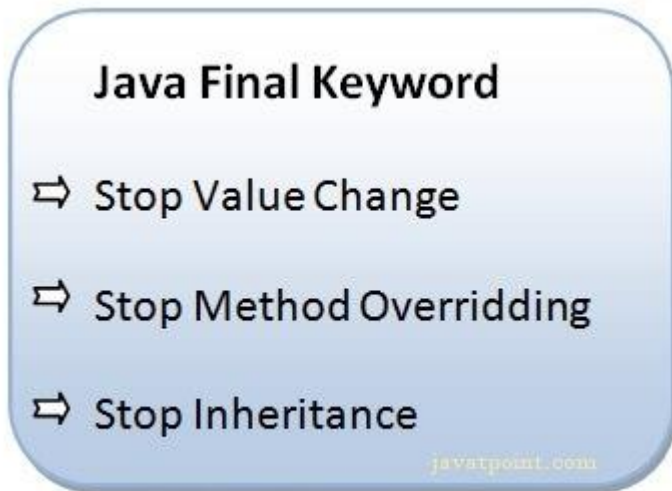 Java Final Keyword
Stop Value Change
Stop Method Overridding
Stop Inheritance
javatpoint.com